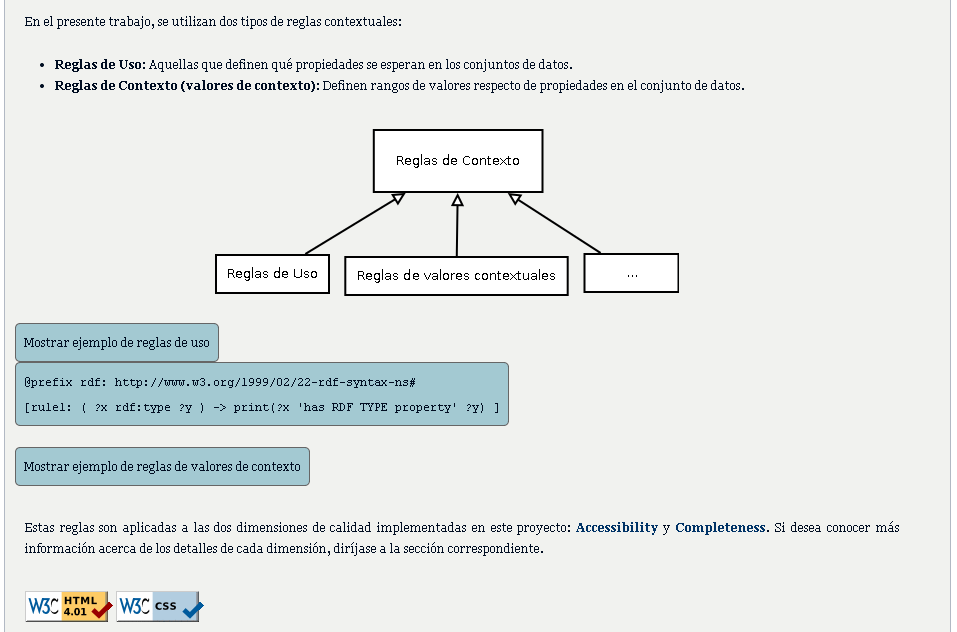 En el presente trabajo, se utilizan dos tipos de reglas contextuales:
• Reglas de Uso: Aquellas que definen qué propiedades se esperan en los conjuntos de datos.
• Reglas de Contexto (valores de contexto): Definen rangos de valores respecto de propiedades en el conjunto de datos.
Reglas de Contexto
Reglas de Uso
Reglas de valores contextuales
...
Mostrar ejemplo de reglas de uso
@prefix rdf: http://www.w3.org/1999/02/22-rdf-syntax-ns#
[rule1: ( ?x rdf:type ?y ) -> print(?x 'has RDF TYPE property' ?y) ]
Mostrar ejemplo de reglas de valores de contexto
Estas reglas son aplicadas a las dos dimensiones de calidad implementadas en este proyecto: Accessibility y Completeness. Si desea conocer más
información acerca de los detalles de cada dimensión, diríjase a la sección correspondiente.
W3C HTML 4.01 W3C CSS